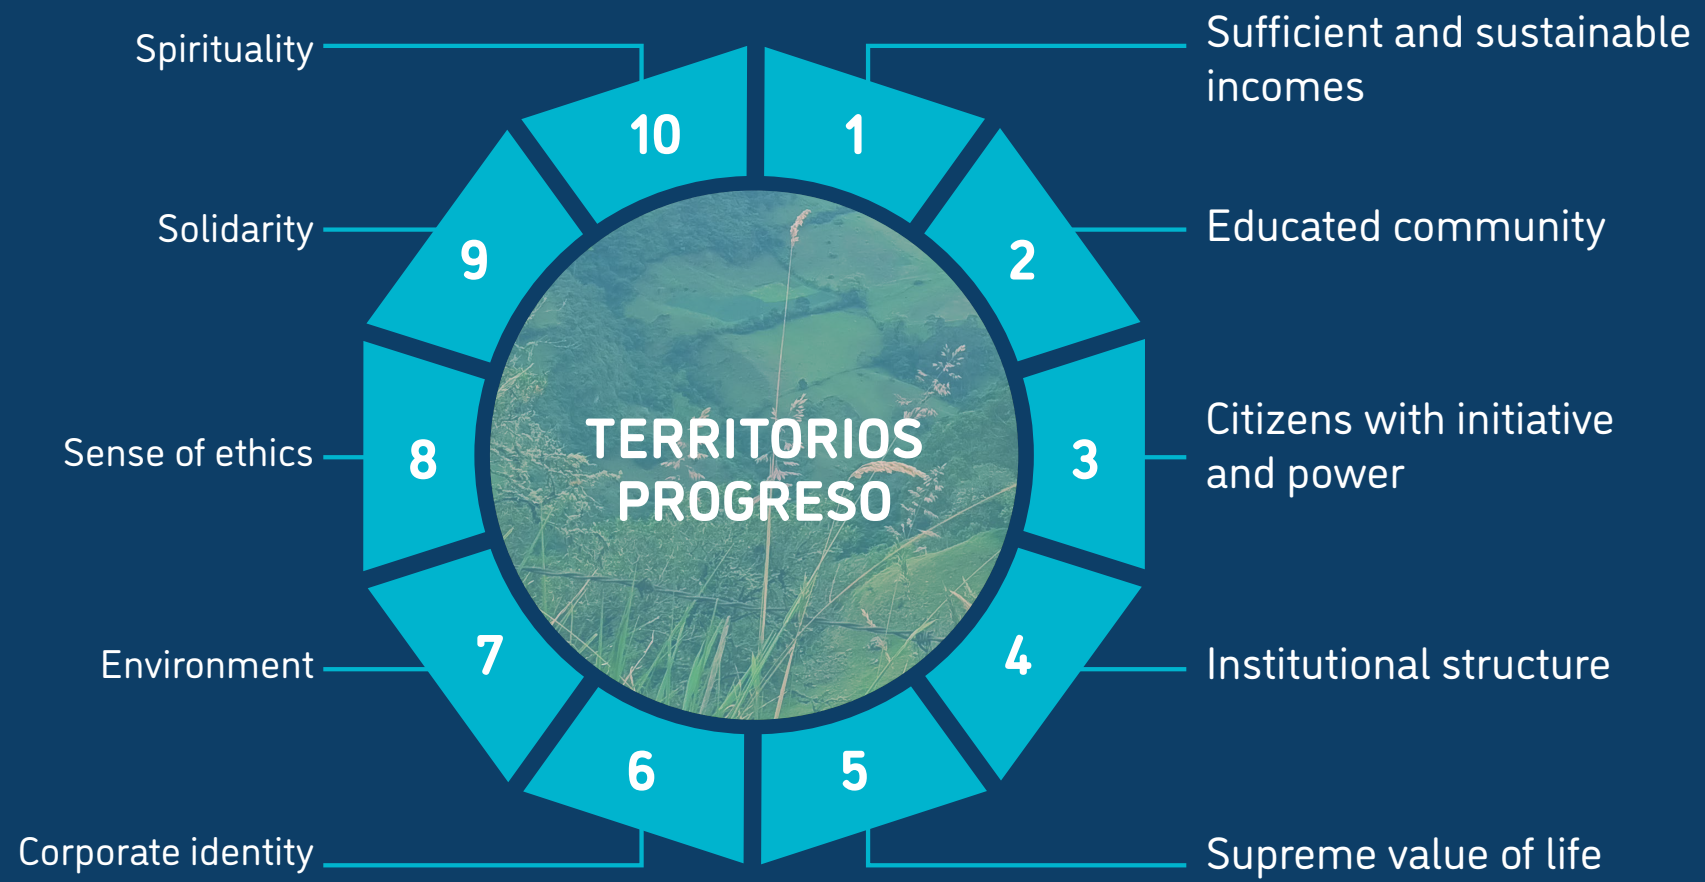 TERRITORIOS
PROGRESO
1
Sufficient and sustainable
incomes
2
Educated community
3
Citizens with initiative
and power
4
Institutional structure
5
Supreme value of life
6
Corporate identity
7
Environment
8
Sense of ethics
9
Solidarity
10
Spirituality